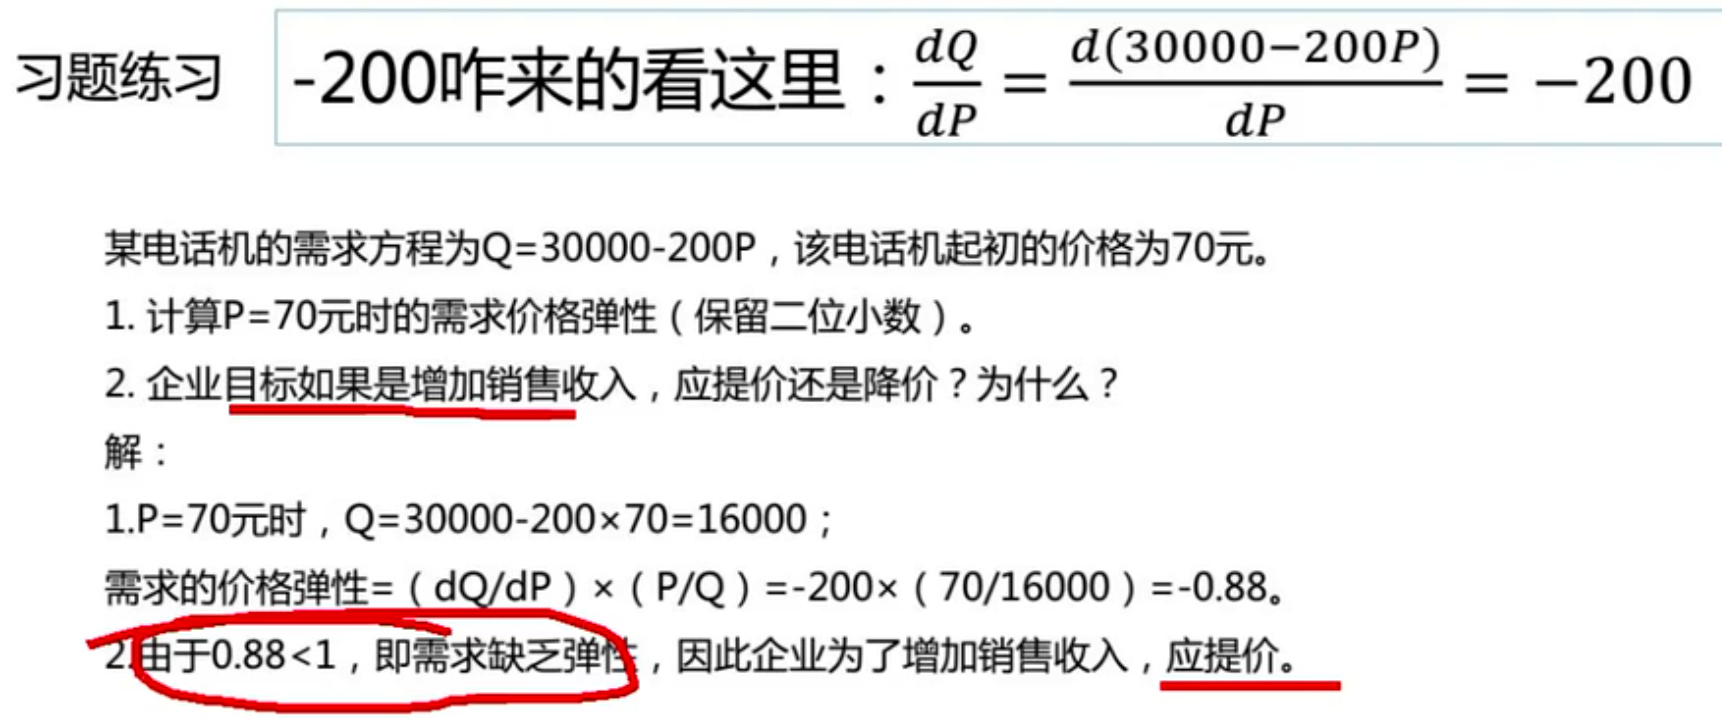 习题练习
-200咋来的看这里：dQ/dP = d(30000−200P)/dP = −200
某电话机的需求方程为Q=30000-200P，该电话机起初的价格为70元。
1. 计算P=70元时的需求价格弹性（保留二位小数）。
2. 企业目标如果是增加销售收入，应提价还是降价？为什么？
解：
1.P=70元时，Q=30000-200×70=16000；
需求的价格弹性=（dQ/dP）×（P/Q）=-200×（70/16000）=-0.88。
2.由于0.88<1，即需求缺乏弹性，因此企业为了增加销售收入，应提价。